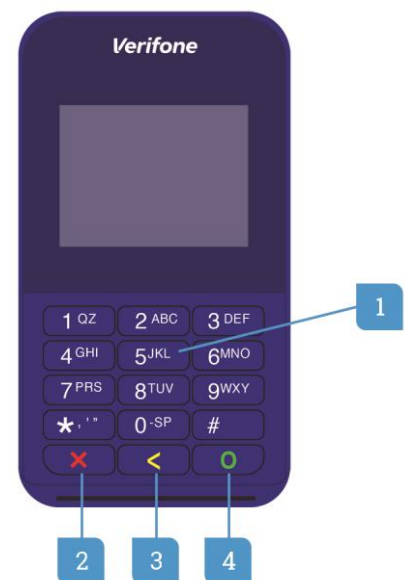 Verifone
1 QZ 2 ABC 3 DEF
1
4 GHI 5 JKL 6 MNO
7 PRS 8 TUV 9 WXY
* , ' " 0 -SP #
X < O
2 3 4